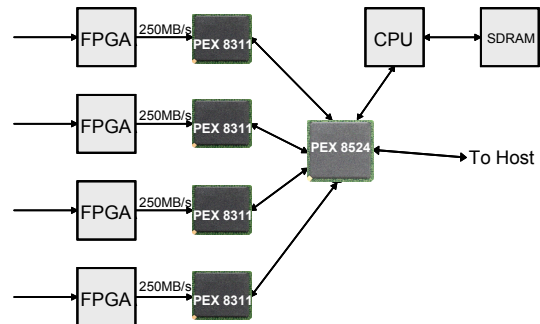 FPGA
250MB/s
PEX 8311
CPU
SDRAM
FPGA
250MB/s
PEX 8311
PEX 8524
To Host
FPGA
250MB/s
PEX 8311
FPGA
250MB/s
PEX 8311